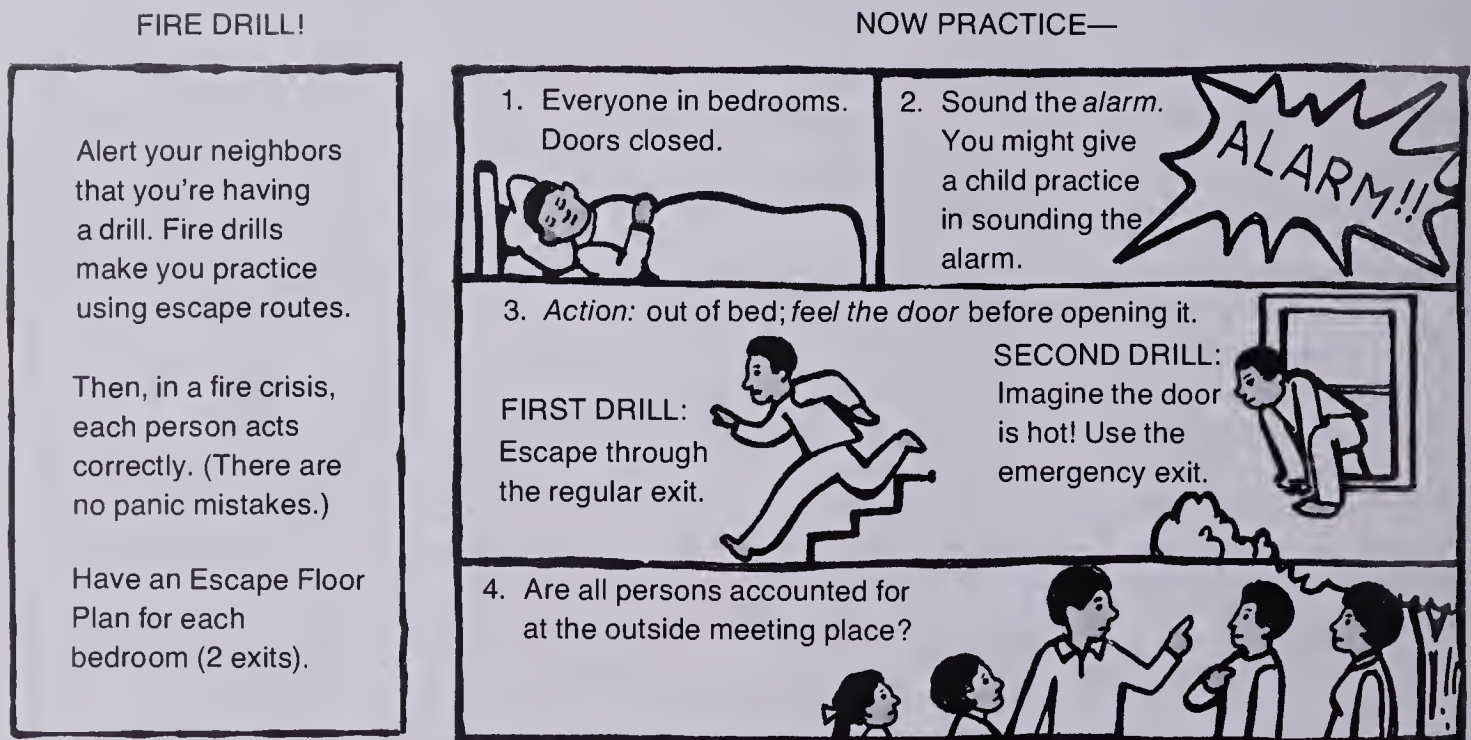 FIRE DRILL!
Alert your neighbors
that you're having
a drill. Fire drills
make you practice
using escape routes.
Then, in a fire crisis,
each person acts
correctly. (There are
no panic mistakes.)
Have an Escape Floor
Plan for each
bedroom (2 exits).
NOW PRACTICE—
1. Everyone in bedrooms.
Doors closed.
2. Sound the alarm.
You might give
a child practice
in sounding the
alarm.
ALARM!!
3. Action: out of bed; feel the door before opening it.
FIRST DRILL:
Escape through
the regular exit.
SECOND DRILL:
Imagine the door
is hot! Use the
emergency exit.
4. Are all persons accounted for
at the outside meeting place?